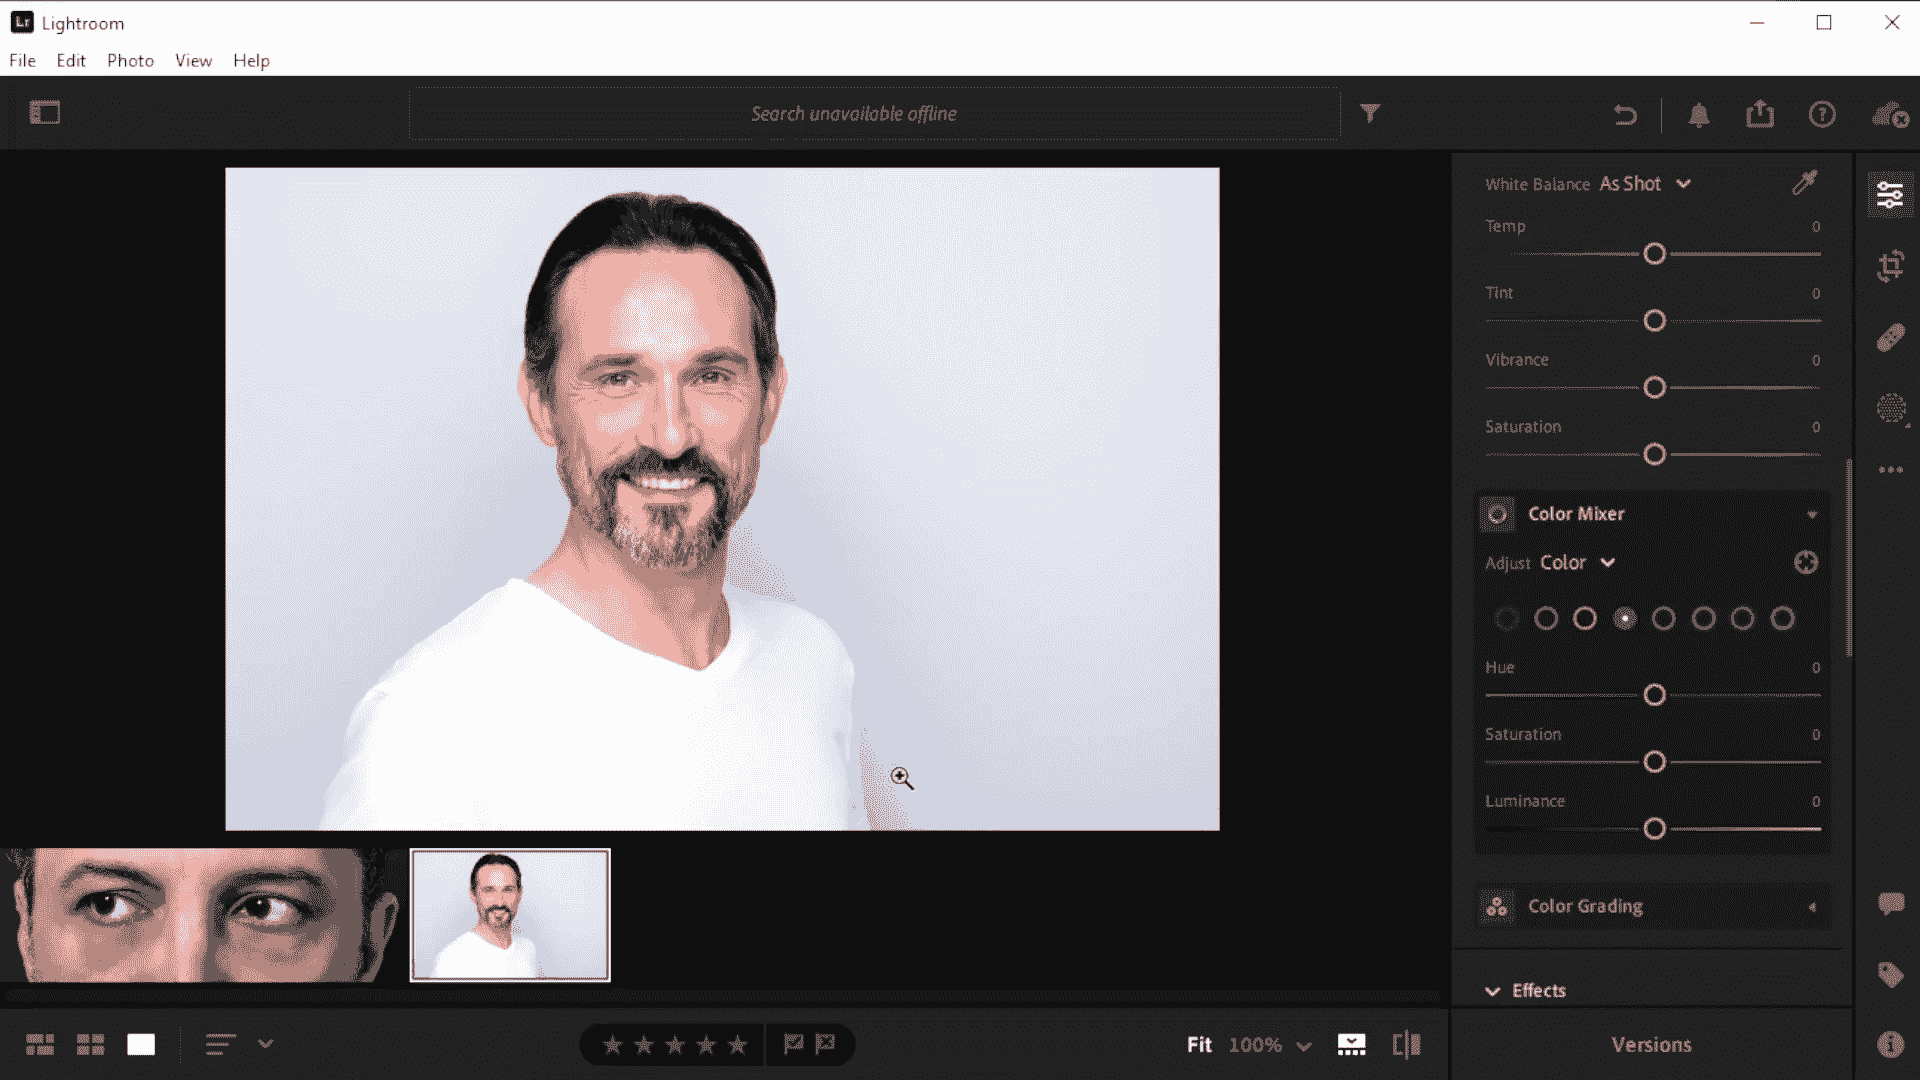 Lr Lightroom
File Edit Photo View Help
Search unavailable offline
White Balance As Shot
Temp 0
Tint 0
Vibrance 0
Saturation 0
Color Mixer
Adjust Color
Hue 0
Saturation 0
Luminance 0
Color Grading
Effects
Fit 100%
Versions